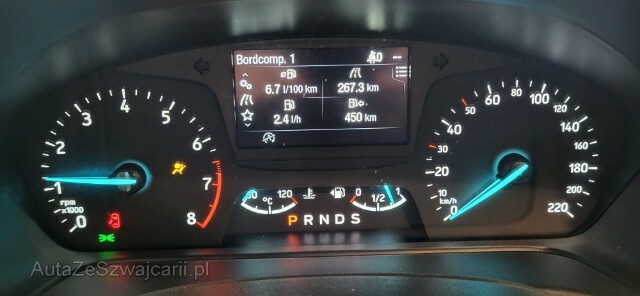 Bordcomp. 1
0 --
6.7 l/100 km
267.3 km
2.4 l/h
450 km
0
1
2
3
4
5
6
7
8
rpm
x1000
0
10
20
30
40
50
60
80
100
120
140
160
180
200
220
km/h
120
°C
0
1/2
1
P R N D S
AutaZeSzwajcarii.pl